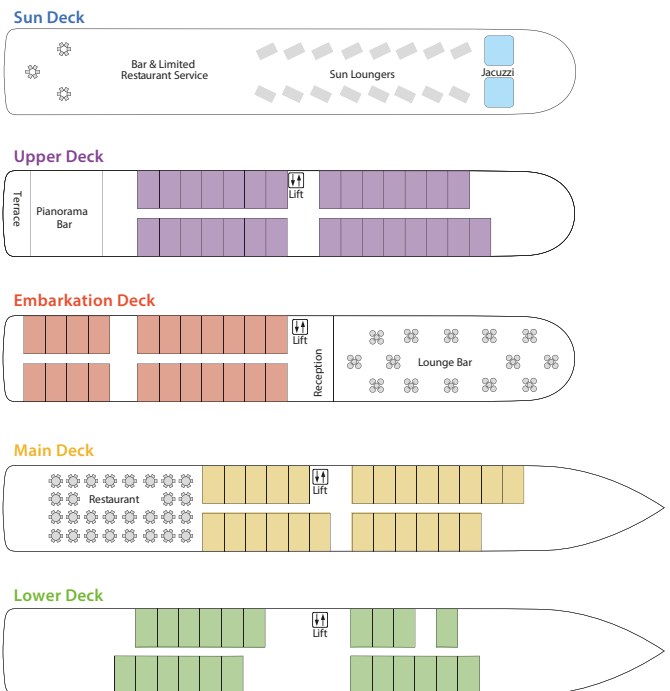 Sun Deck
Bar & Limited
Restaurant Service
Sun Loungers
Jacuzzi
Upper Deck
Terrace
Pianorama
Bar
Lift
Embarkation Deck
Lift
Reception
Lounge Bar
Main Deck
Restaurant
Lift
Lower Deck
Lift